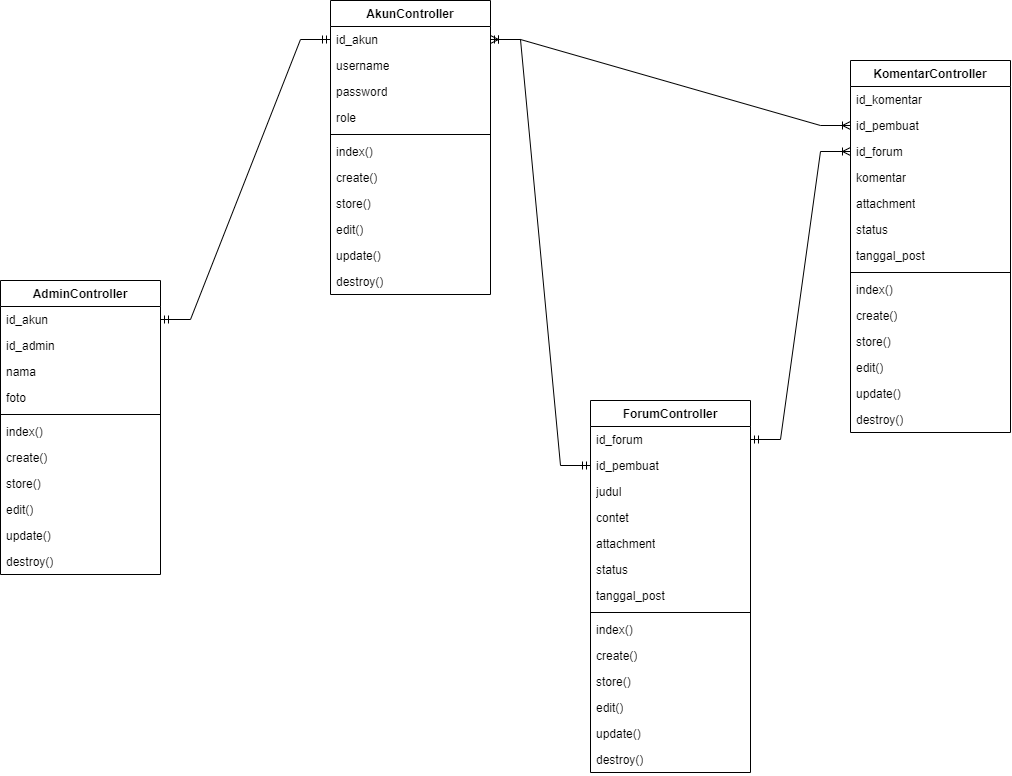 AkunController
id_akun
username
password
role
index()
create()
store()
edit()
update()
destroy()
KomentarController
id_komentar
id_pembuat
id_forum
komentar
attachment
status
tanggal_post
index()
create()
store()
edit()
update()
destroy()
AdminController
id_akun
id_admin
nama
foto
index()
create()
store()
edit()
update()
destroy()
ForumController
id_forum
id_pembuat
judul
contet
attachment
status
tanggal_post
index()
create()
store()
edit()
update()
destroy()